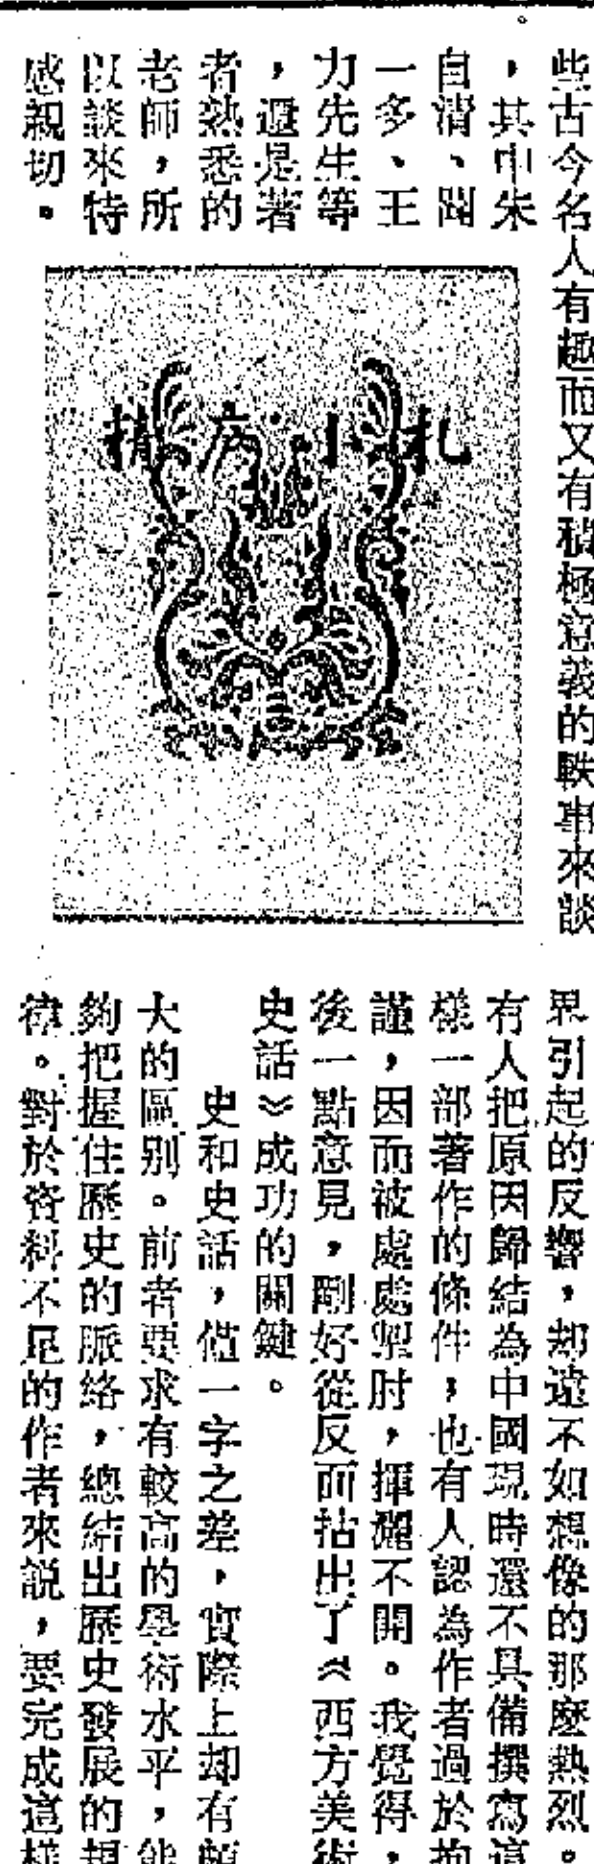 些古今名人有趣而又有積極意義的軼事來談
，其中朱
自清、聞
一多、王
力先生等
，還是著
者熟悉的
老師，所
以談來特
感親切。
札小病精
界引起的反響，却遠不如想像的那麽熱烈。
有人把原因歸結為中國現時還不具備撰寫這
樣一部著作的條件，也有人認為作者過於拘
謹，因而被處處掣肘，揮灑不開。我覺得，
後一點意見，剛好從反面拈出了《西方美術
史話》成功的關鍵。
史和史話，僅一字之差，實際上却有頗
大的區别。前者要求有較高的學術水平，能
夠把握住歷史的脈絡，總結出歷史發展的規
律。對於資料不足的作者來説，要完成這樣